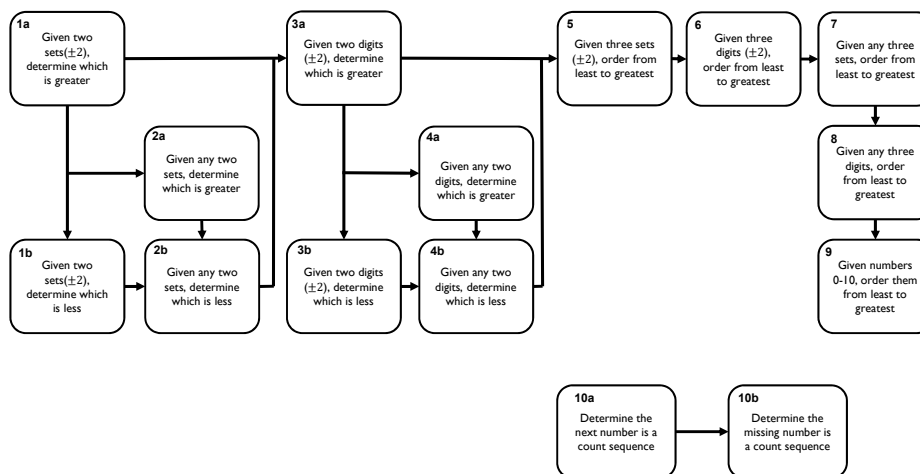 1a
Given two
sets(±2),
determine which
is greater
3a
Given two digits
(±2), determine
which is greater
5
Given three sets
(±2), order from
least to greatest
6
Given three
digits (±2),
order from least
to greatest
7
Given any three
sets, order from
least to greatest
2a
Given any two
sets, determine
which is greater
4a
Given any two
digits, determine
which is greater
8
Given any three
digits, order
from least to
greatest
1b
Given two
sets(±2),
determine which
is less
2b
Given any two
sets, determine
which is less
3b
Given two digits
(±2), determine
which is less
4b
Given any two
digits, determine
which is less
9
Given numbers
0-10, order them
from least to
greatest
10a
Determine the
next number is a
count sequence
10b
Determine the
missing number is
a count sequence